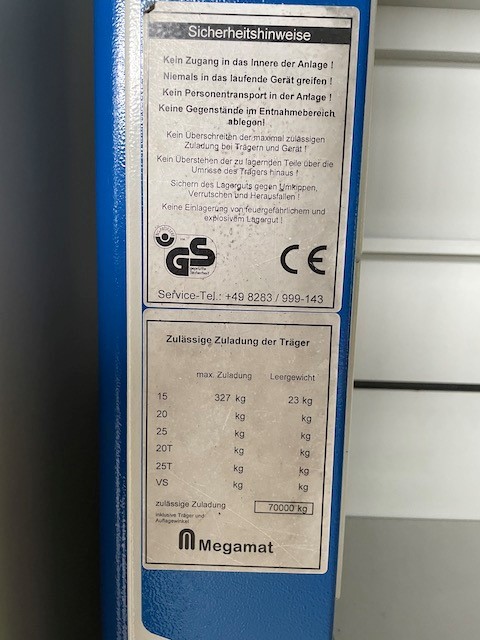 Sicherheitshinweise
Kein Zugang in das Innere der Anlage !
Niemals in das laufende Gerät greifen !
Kein Personentransport in der Anlage !
Keine Gegenstände im Entnahmebereich
ablegen!
Kein Überschreiten der maximal zulässigen
Zuladung bei Trägern und Gerät !
Kein Überstehen der zu lagernden Teile über die
Umrisse des Trägers hinaus !
Sichern des Lagerguts gegen Umkippen,
Verrutschen und Herausfallen !
Keine Einlagerung von feuergefährlichem und
explosivem Lagergut !
GS
geprüfte
Sicherheit
CE
Service-Tel.: +49 8283 / 999-143
Zulässige Zuladung der Träger
max. Zuladung Leergewicht
15 327 kg 23 kg
20 kg kg
25 kg kg
20T kg kg
25T kg kg
VS kg kg
zulässige Zuladung 70000 kg
inklusive Träger und
Auflagewinkel
Megamat